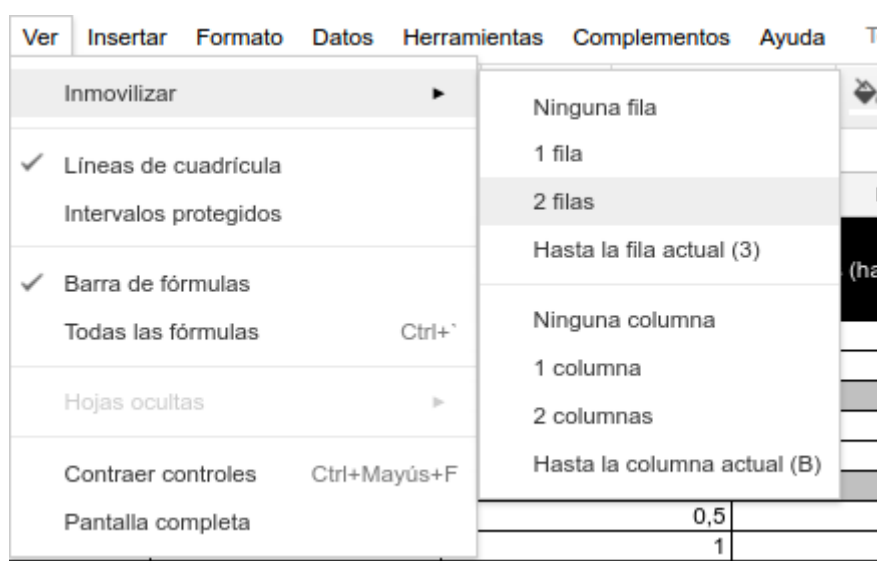 Ver Insertar Formato Datos Herramientas Complementos Ayuda
Inmovilizar
Líneas de cuadrícula
Intervalos protegidos
Barra de fórmulas
Todas las fórmulas Ctrl+`
Hojas ocultas
Contraer controles Ctrl+Mayús+F
Pantalla completa
Ninguna fila
1 fila
2 filas
Hasta la fila actual (3)
Ninguna columna
1 columna
2 columnas
Hasta la columna actual (B)
0,5
1